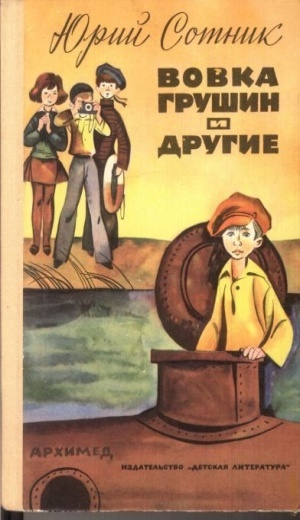 Юрий Сотник
ВОВКА
ГРУШИН
И
ДРУГИЕ
АРХИМЕД
ИЗДАТЕЛЬСТВО „ДЕТСКАЯ ЛИТЕРАТУРА"